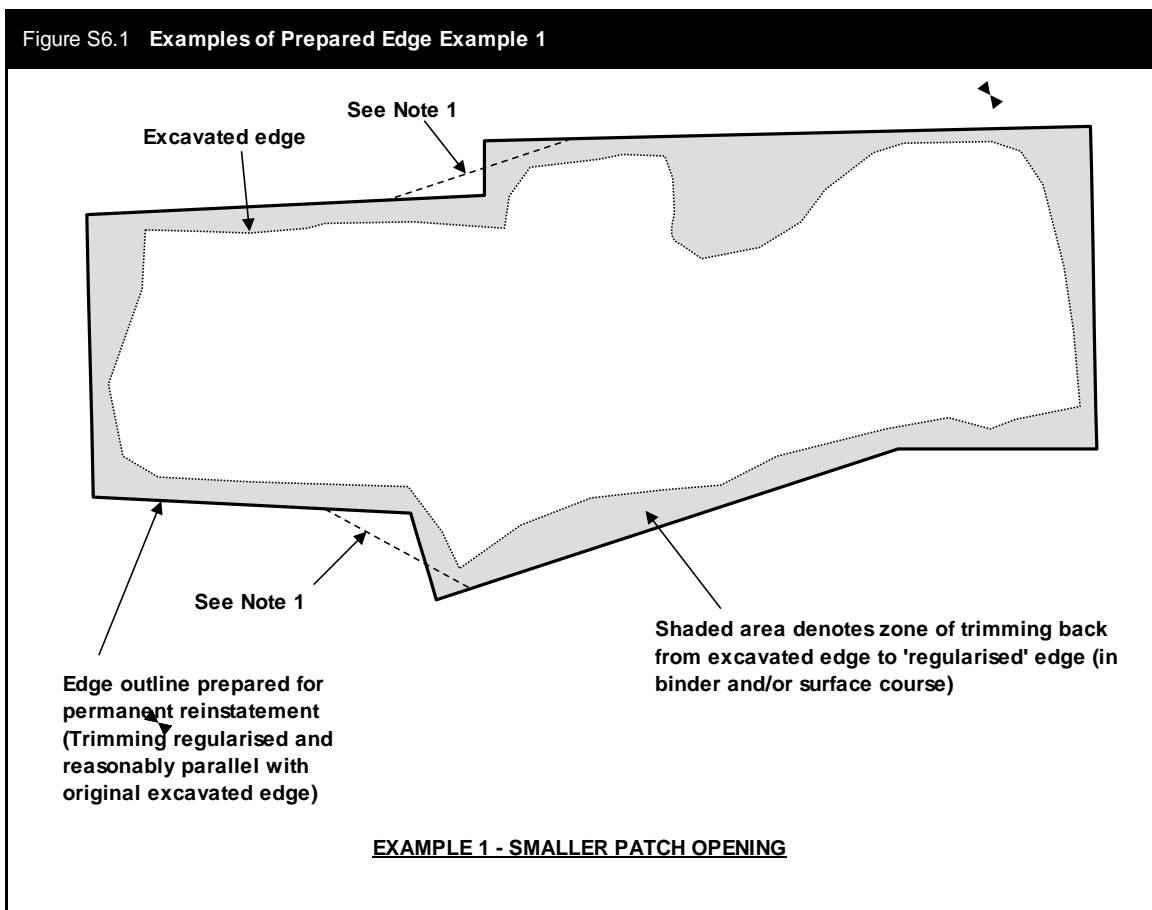 Figure S6.1 Examples of Prepared Edge Example 1
See Note 1
Excavated edge
See Note 1
Shaded area denotes zone of trimming back
from excavated edge to 'regularised' edge (in
binder and/or surface course)
Edge outline prepared for
permanent reinstatement
(Trimming regularised and
reasonably parallel with
original excavated edge)
EXAMPLE 1 - SMALLER PATCH OPENING